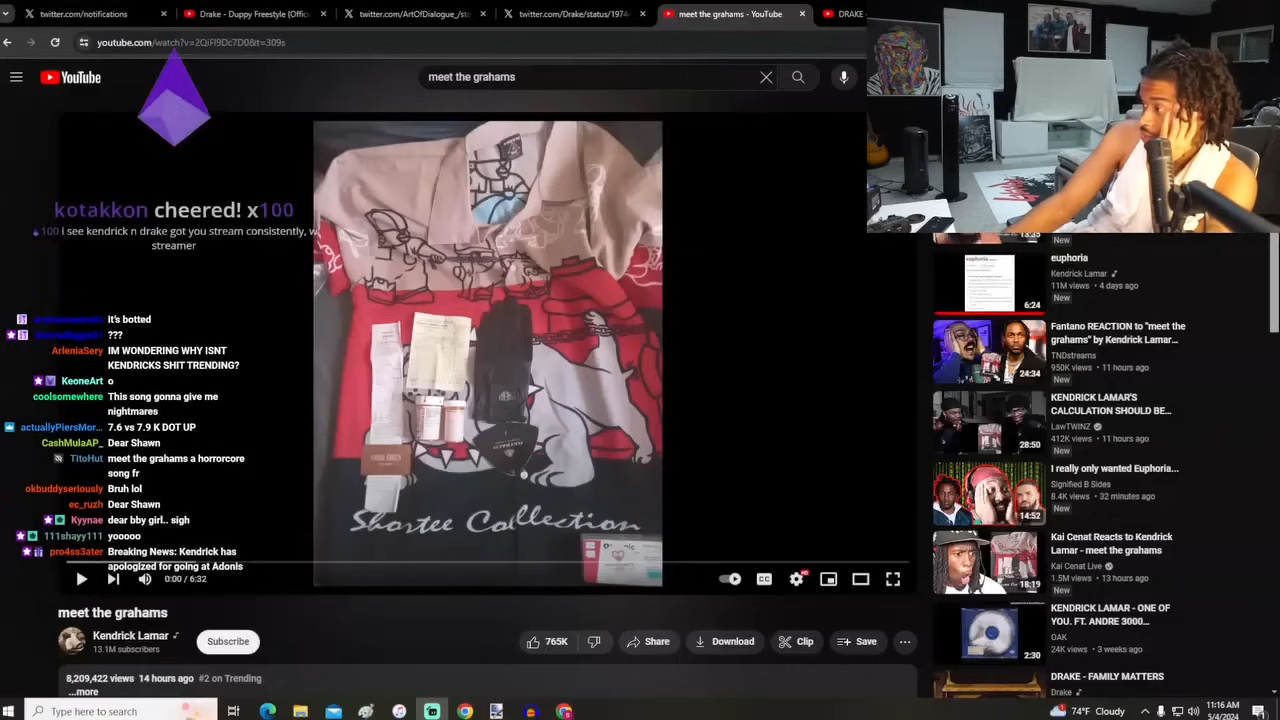 twitter.com/notifications
Drake - Duppy Freestyle (Offic
twitter.com/ArtOfDialogue_/sta
twitter.com/Drake/status/1974
meet the grahams - YouTube
DRAKE
youtube.com/watch?v=2QiFl9Dc7D0&t=309s
YouTube
meet the grahams
kotakkon cheered! x100
100 I see kendrick n drake got you stream consistently, w
streamer
it's botted
???
ArleniaSery IM WONDERING WHY ISNT
KENDRICKS SHIT TRENDING?
KeoneArt o
coolsomewhere This song gonna give me
nightmares
actuallyPiersMor... 7.6 vs 7.9 K DOT UP
CashMulaAP_ Dear Shawn
TitoHut meet the grahams a horrorcore
song fr
okbuddyseriously Bruh lol
ec_ruzh Dear Shawn
Kyynae dear bby girl.. sigh
111shayy111 yooooo
pro4ss3ater Breaking News: Kendrick has
apologized for going at Adonis
0:00 / 6:32
CC
HD
meet the grahams
Kendrick Lamar
13.1M subscribers
Subscribe
765K
Share
Download
Clip
Save
8,209,422 views 14 hours ago #2 on Trending
...more
13:35
New
euphoria
Kendrick Lamar
11M views • 4 days ago
New
6:24
Fantano REACTION to "meet the
grahams" by Kendrick Lamar...
TNDstreams
950K views • 11 hours ago
New
24:34
KENDRICK LAMAR'S
CALCULATION SHOULD BE...
LawTWINZ
412K views • 11 hours ago
New
28:50
I really only wanted Euphoria...
Signified B Sides
8.4K views • 32 minutes ago
New
14:52
Kai Cenat Reacts to Kendrick
Lamar - meet the grahams
Kai Cenat Live
1.5M views • 13 hours ago
New
18:19
KENDRICK LAMAR - ONE OF
YOU. FT. ANDRE 3000...
OAK
24K views • 3 weeks ago
2:30
DRAKE - FAMILY MATTERS
Drake
Type here to search
74°F Cloudy
11:16 AM
5/4/2024